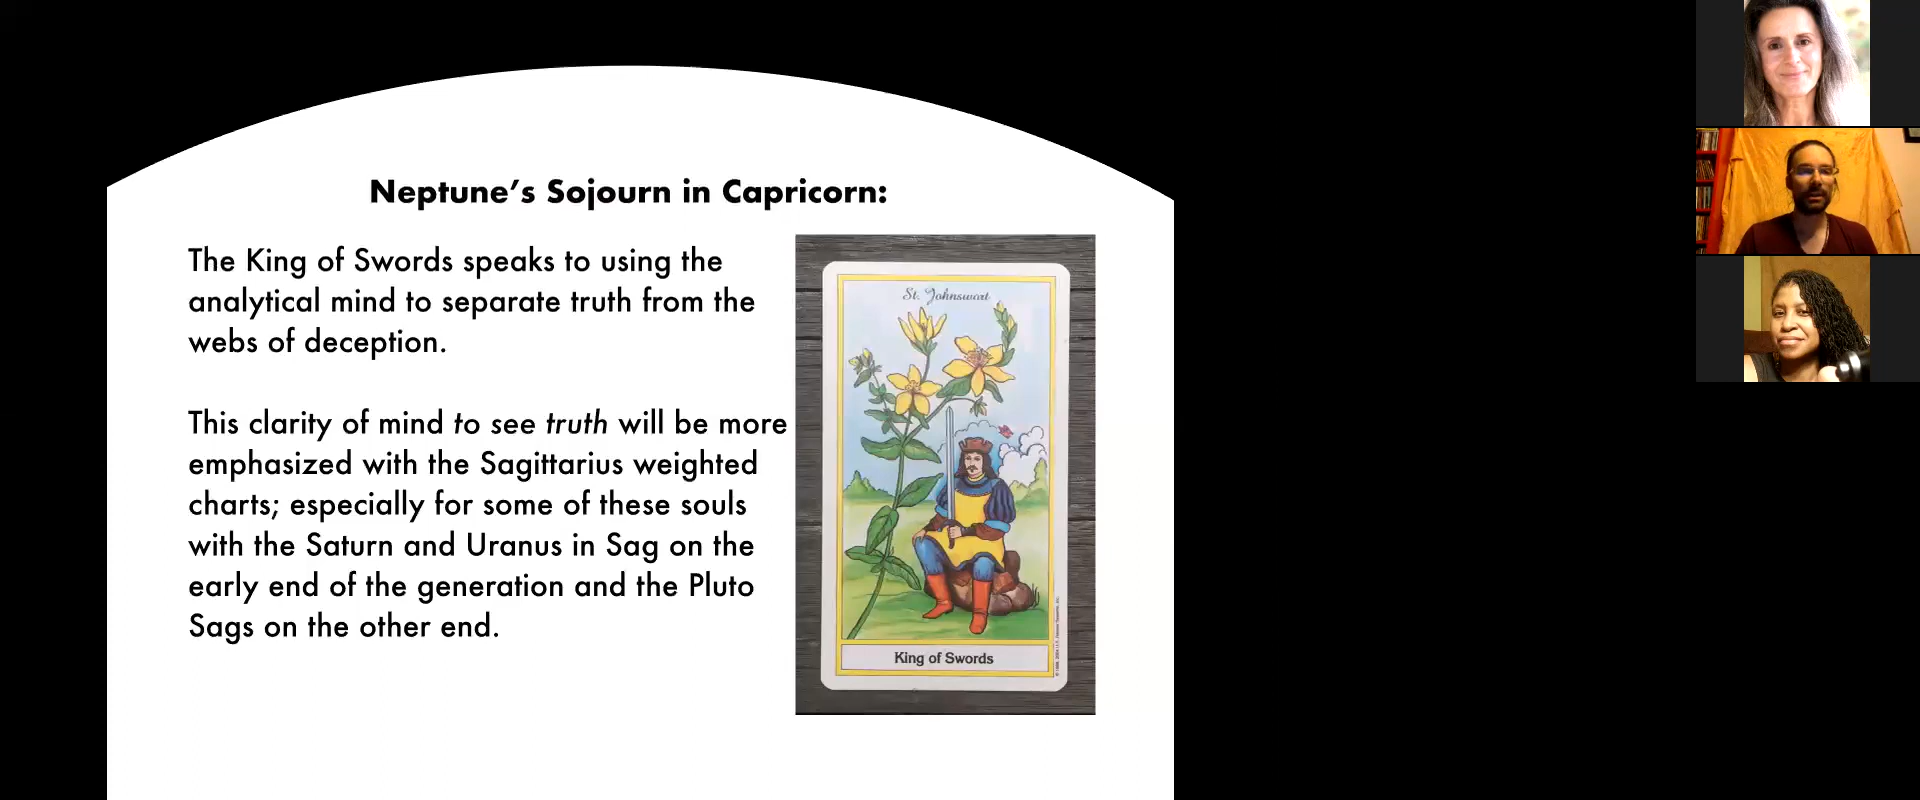 Neptune’s Sojourn in Capricorn:
The King of Swords speaks to using the
analytical mind to separate truth from the
webs of deception.
This clarity of mind to see truth will be more
emphasized with the Sagittarius weighted
charts; especially for some of these souls
with the Saturn and Uranus in Sag on the
early end of the generation and the Pluto
Sags on the other end.
St. Johnswort
King of Swords